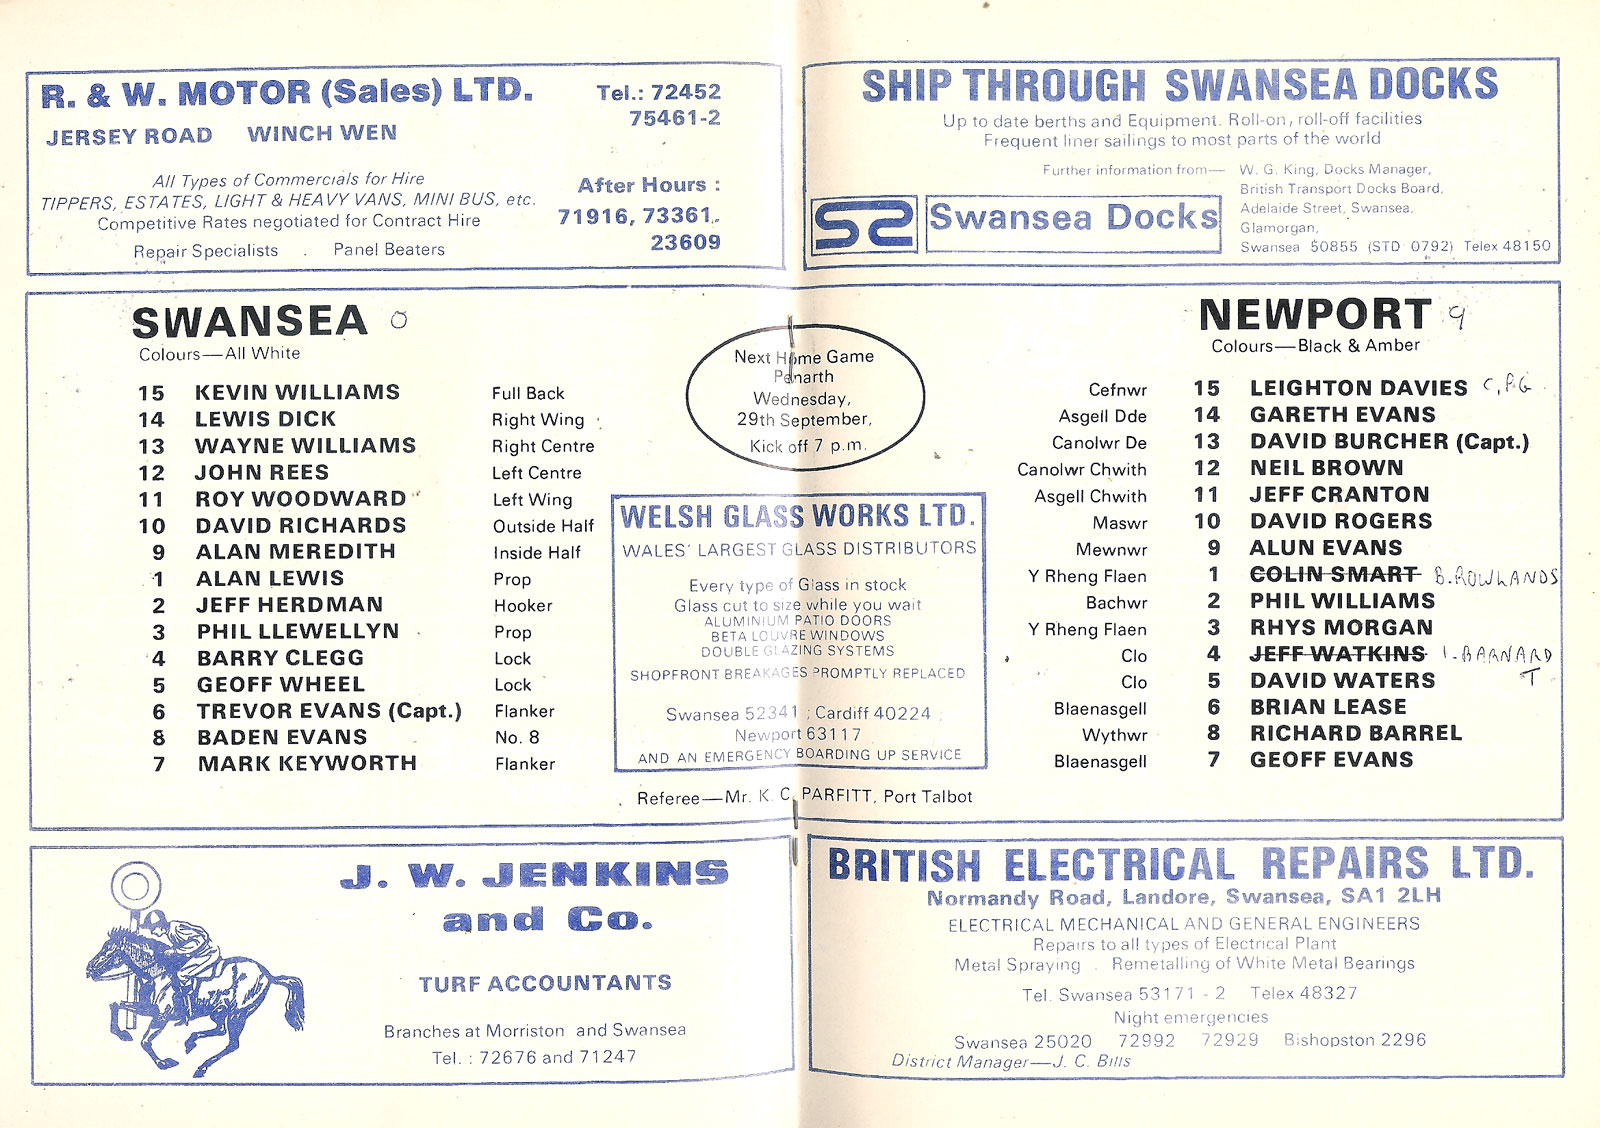 R. & W. MOTOR (Sales) LTD.
JERSEY ROAD WINCH WEN
Tel.: 72452
75461-2
All Types of Commercials for Hire
TIPPERS, ESTATES, LIGHT & HEAVY VANS, MINI BUS, etc.
Competitive Rates negotiated for Contract Hire
Repair Specialists . Panel Beaters
After Hours :
71916, 73361,
23609
SHIP THROUGH SWANSEA DOCKS
Up to date berths and Equipment. Roll-on, roll-off facilities
Frequent liner sailings to most parts of the world
Further information from— W. G. King, Docks Manager,
British Transport Docks Board,
Adelaide Street, Swansea,
Glamorgan,
Swansea 50855 (STD 0792) Telex 48150
Swansea Docks
SWANSEA 0
Colours—All White
15 KEVIN WILLIAMS Full Back
14 LEWIS DICK Right Wing
13 WAYNE WILLIAMS Right Centre
12 JOHN REES Left Centre
11 ROY WOODWARD Left Wing
10 DAVID RICHARDS Outside Half
9 ALAN MEREDITH Inside Half
1 ALAN LEWIS Prop
2 JEFF HERDMAN Hooker
3 PHIL LLEWELLYN Prop
4 BARRY CLEGG Lock
5 GEOFF WHEEL Lock
6 TREVOR EVANS (Capt.) Flanker
8 BADEN EVANS No. 8
7 MARK KEYWORTH Flanker
Next Home Game
Penarth
Wednesday,
29th September,
Kick off 7 p.m.
WELSH GLASS WORKS LTD.
WALES' LARGEST GLASS DISTRIBUTORS
Every type of Glass in stock
Glass cut to size while you wait
ALUMINIUM PATIO DOORS
BETA LOUVRE WINDOWS
DOUBLE GLAZING SYSTEMS
SHOPFRONT BREAKAGES PROMPTLY REPLACED
Swansea 52341 ; Cardiff 40224 ;
Newport 63117
AND AN EMERGENCY BOARDING UP SERVICE
Referee—Mr. K. C. PARFITT, Port Talbot
NEWPORT 9
Colours—Black & Amber
Cefnwr 15 LEIGHTON DAVIES C, PG
Asgell Dde 14 GARETH EVANS
Canolwr De 13 DAVID BURCHER (Capt.)
Canolwr Chwith 12 NEIL BROWN
Asgell Chwith 11 JEFF CRANTON
Maswr 10 DAVID ROGERS
Mewnwr 9 ALUN EVANS
Y Rheng Flaen 1 COLIN SMART B. ROWLANDS
Bachwr 2 PHIL WILLIAMS
Y Rheng Flaen 3 RHYS MORGAN
Clo 4 JEFF WATKINS I. BARNARD
Clo 5 DAVID WATERS T
Blaenasgell 6 BRIAN LEASE
Wythwr 8 RICHARD BARREL
Blaenasgell 7 GEOFF EVANS
J. W. JENKINS
and Co.
TURF ACCOUNTANTS
Branches at Morriston and Swansea
Tel. : 72676 and 71247
BRITISH ELECTRICAL REPAIRS LTD.
Normandy Road, Landore, Swansea, SA1 2LH
ELECTRICAL MECHANICAL AND GENERAL ENGINEERS
Repairs to all types of Electrical Plant
Metal Spraying . Remetalling of White Metal Bearings
Tel. Swansea 53171 - 2 Telex 48327
Night emergencies
Swansea 25020 72992 72929 Bishopston 2296
District Manager—J. C. Bills